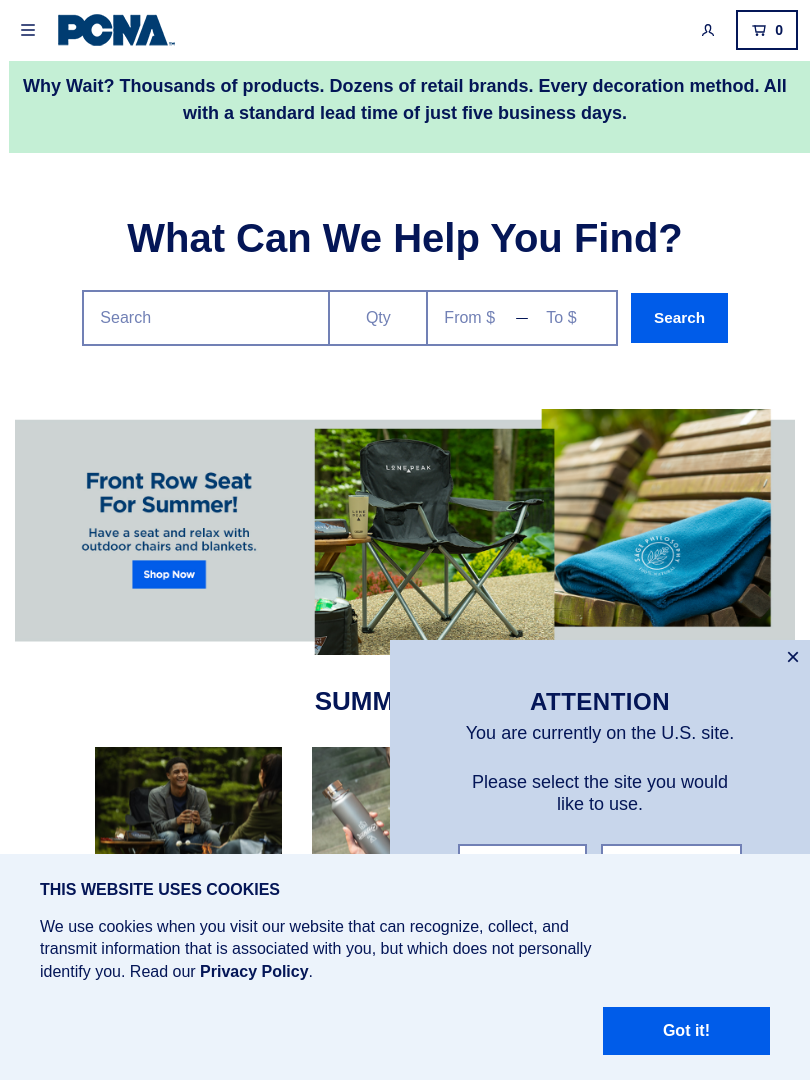 PCNA™
0
Why Wait? Thousands of products. Dozens of retail brands. Every decoration method. All
with a standard lead time of just five business days.
What Can We Help You Find?
Search
Qty
From $
—
To $
Search
Front Row Seat
For Summer!
Have a seat and relax with
outdoor chairs and blankets.
Shop Now
LONE PEAK
LONE
PEAK
SAGE PHILOSOPHY
SUMM
×
ATTENTION
You are currently on the U.S. site.
Please select the site you would
like to use.
THIS WEBSITE USES COOKIES
We use cookies when you visit our website that can recognize, collect, and
transmit information that is associated with you, but which does not personally
identify you. Read our Privacy Policy.
Got it!